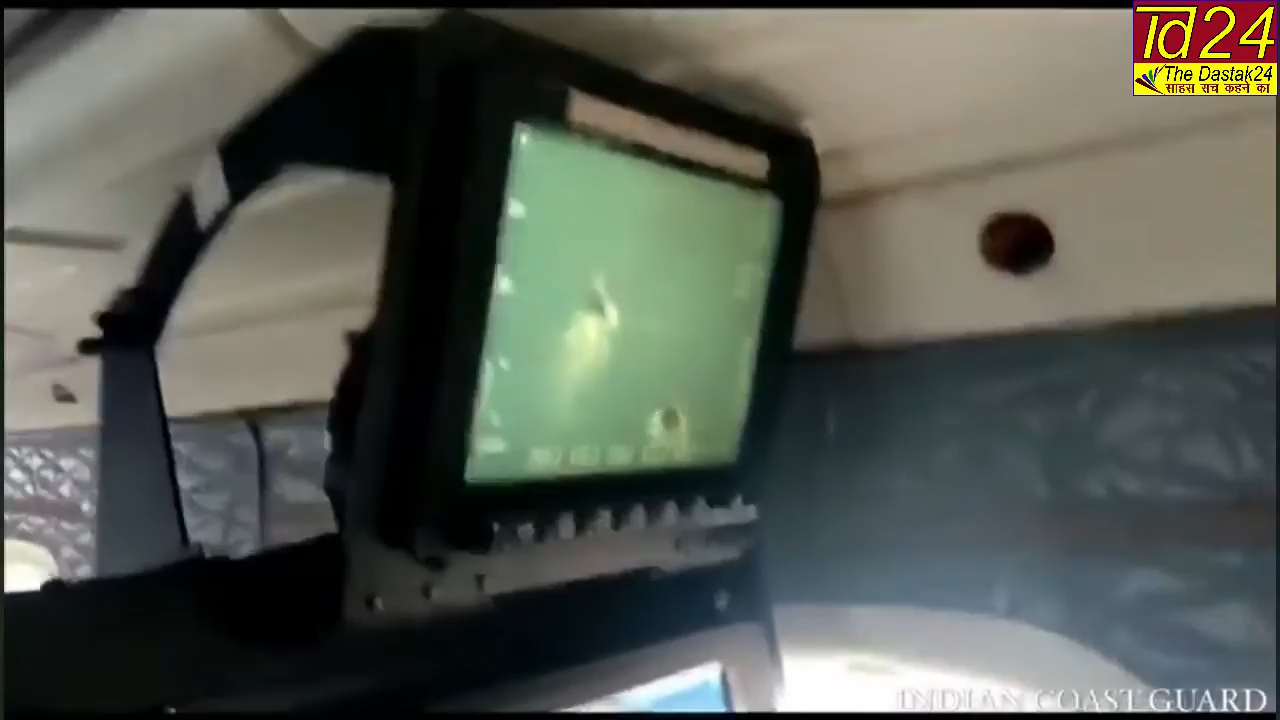 Td24
The Dastak24
साहस सच कहने का
INDIAN COAST GUARD